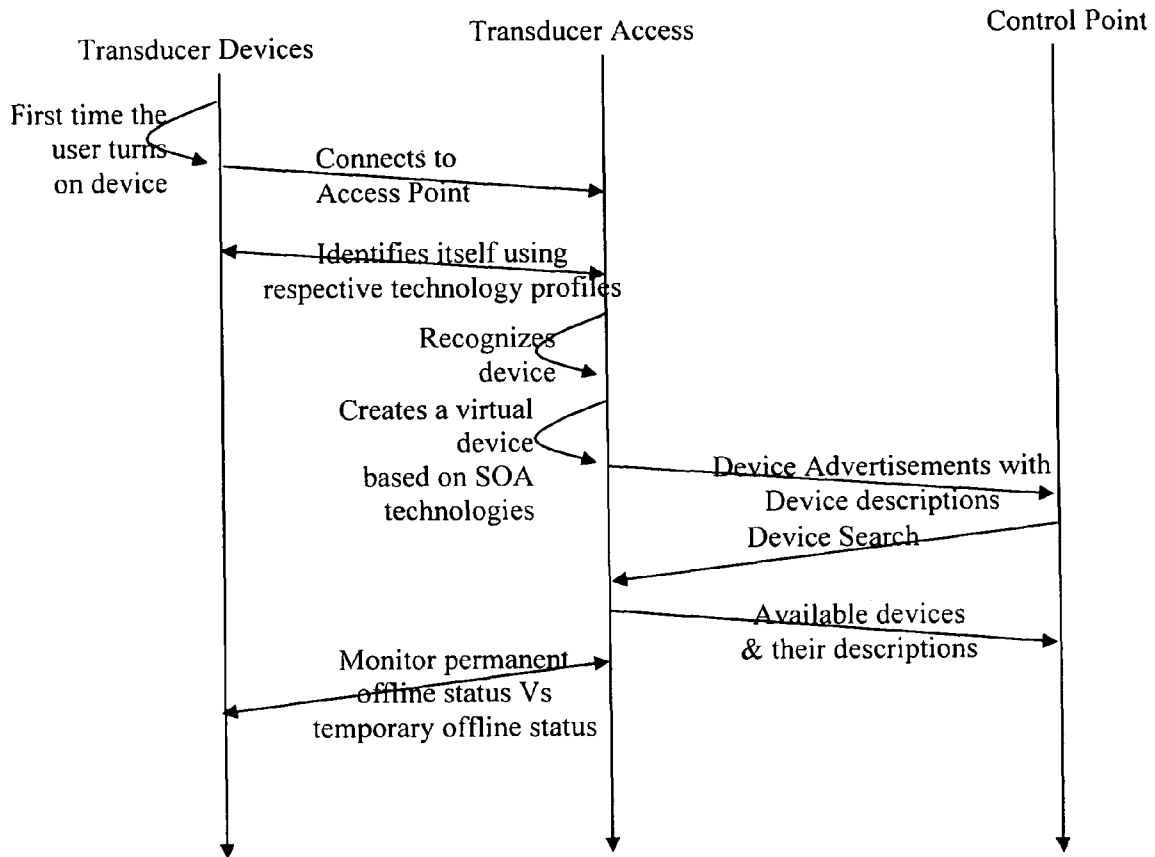 Transducer Devices
Transducer Access
Control Point
First time the
user turns
on device
Connects to
Access Point
Identifies itself using
respective technology profiles
Recognizes
device
Creates a virtual
device
based on SOA
technologies
Device Advertisements with
Device descriptions
Device Search
Available devices
& their descriptions
Monitor permanent
offline status Vs
temporary offline status